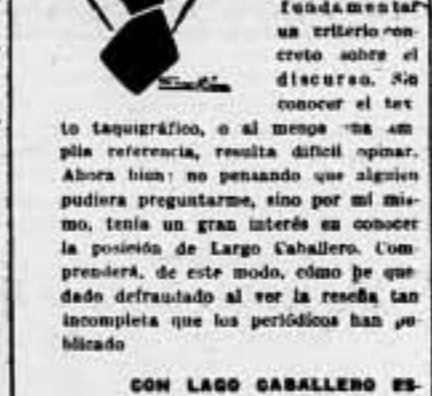 fundamentar
un criterio con-
creto sobre el
discurso. Sin
conocer el tex
to taquigráfico, o al menos una am
plia referencia, resulta difícil opinar.
Ahora bien: no pensando que alguien
pudiera preguntarme, sino por mí mis-
mo, tenía un gran interés en conocer
la posición de Largo Caballero. Com-
prenderá, de este modo, cómo he que
dado defraudado al ver la reseña tan
incompleta que los periódicos han pu
blicado
CON LAGO CABALLERO ES-